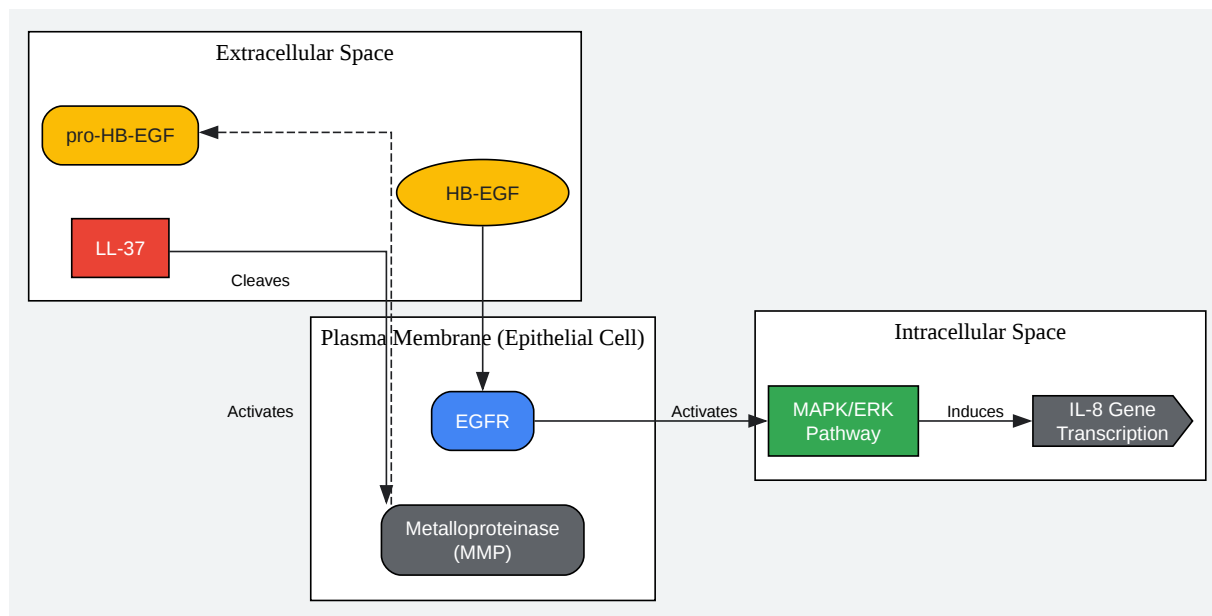 Extracellular Space
pro-HB-EGF
HB-EGF
LL-37
Cleaves
Plasma Membrane (Epithelial Cell)
Intracellular Space
Activates
EGFR
Activates
MAPK/ERK
Pathway
Induces
IL-8 Gene
Transcription
Metalloproteinase
(MMP)